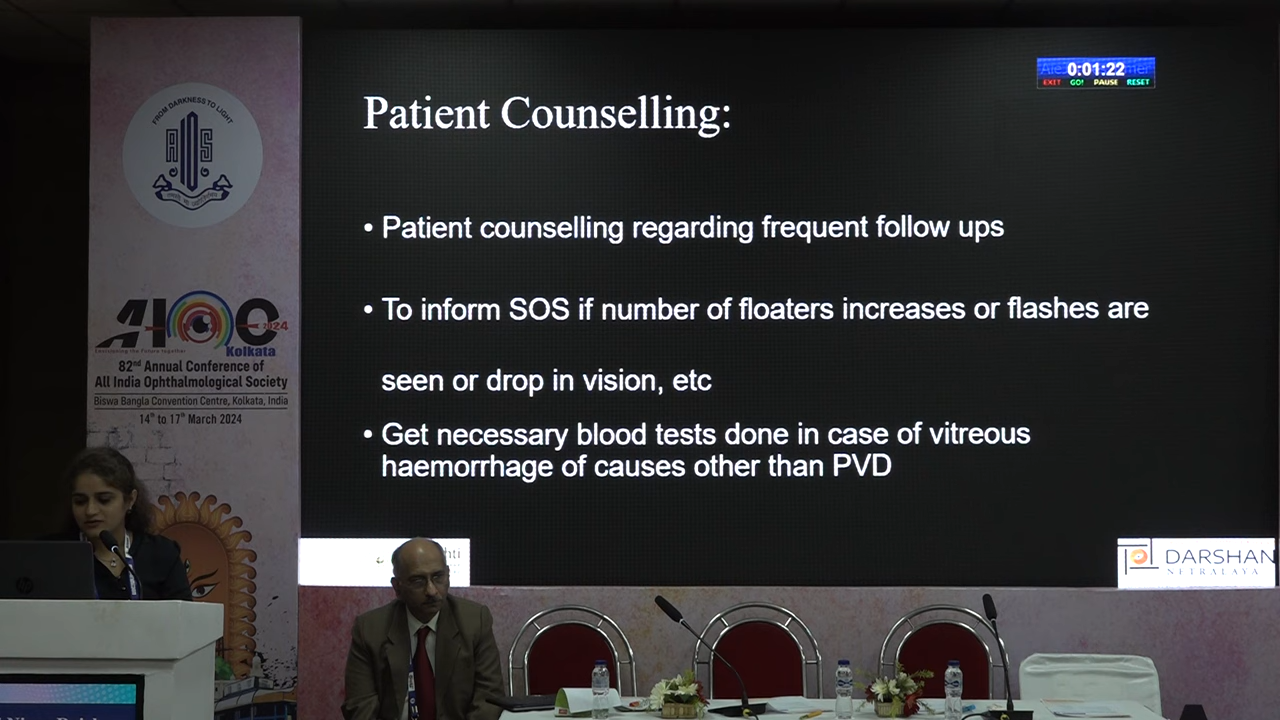 FROM DARKNESS TO LIGHT
AIOS
AIOC 2024
Kolkata
82nd Annual Conference of
All India Ophthalmological Society
Biswa Bangla Convention Centre, Kolkata, India
14th to 17th March 2024
0:01:22
EXIT GO! PAUSE RESET
Patient Counselling:
• Patient counselling regarding frequent follow ups
• To inform SOS if number of floaters increases or flashes are
seen or drop in vision, etc
• Get necessary blood tests done in case of vitreous
haemorrhage of causes other than PVD
DARSHAN
NETRALAYA
hp